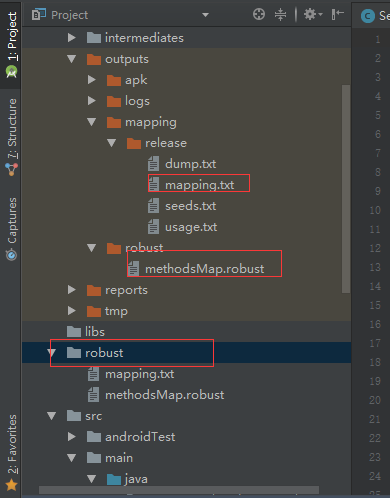 Project
Se
1: Project
7: Structure
Captures
2: Favorites
intermediates
outputs
apk
logs
mapping
release
dump.txt
mapping.txt
seeds.txt
usage.txt
robust
methodsMap.robust
reports
tmp
libs
robust
mapping.txt
methodsMap.robust
src
androidTest
main
java
1
2
3
4
5
6
7
8
9
10
11
12
13
14
15
16
17
18
19
20
21
22
23
24
25